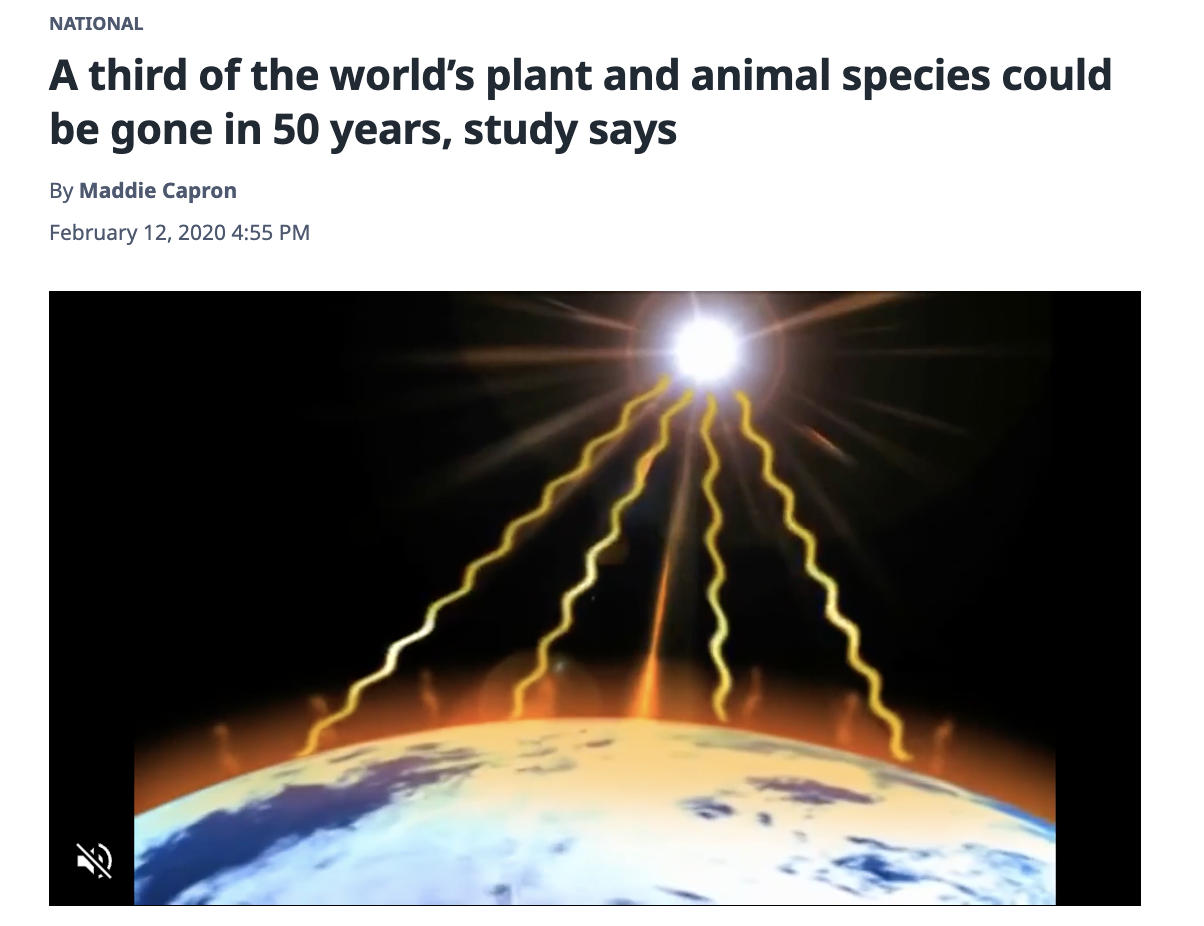 NATIONAL
A third of the world’s plant and animal species could
be gone in 50 years, study says
By Maddie Capron
February 12, 2020 4:55 PM